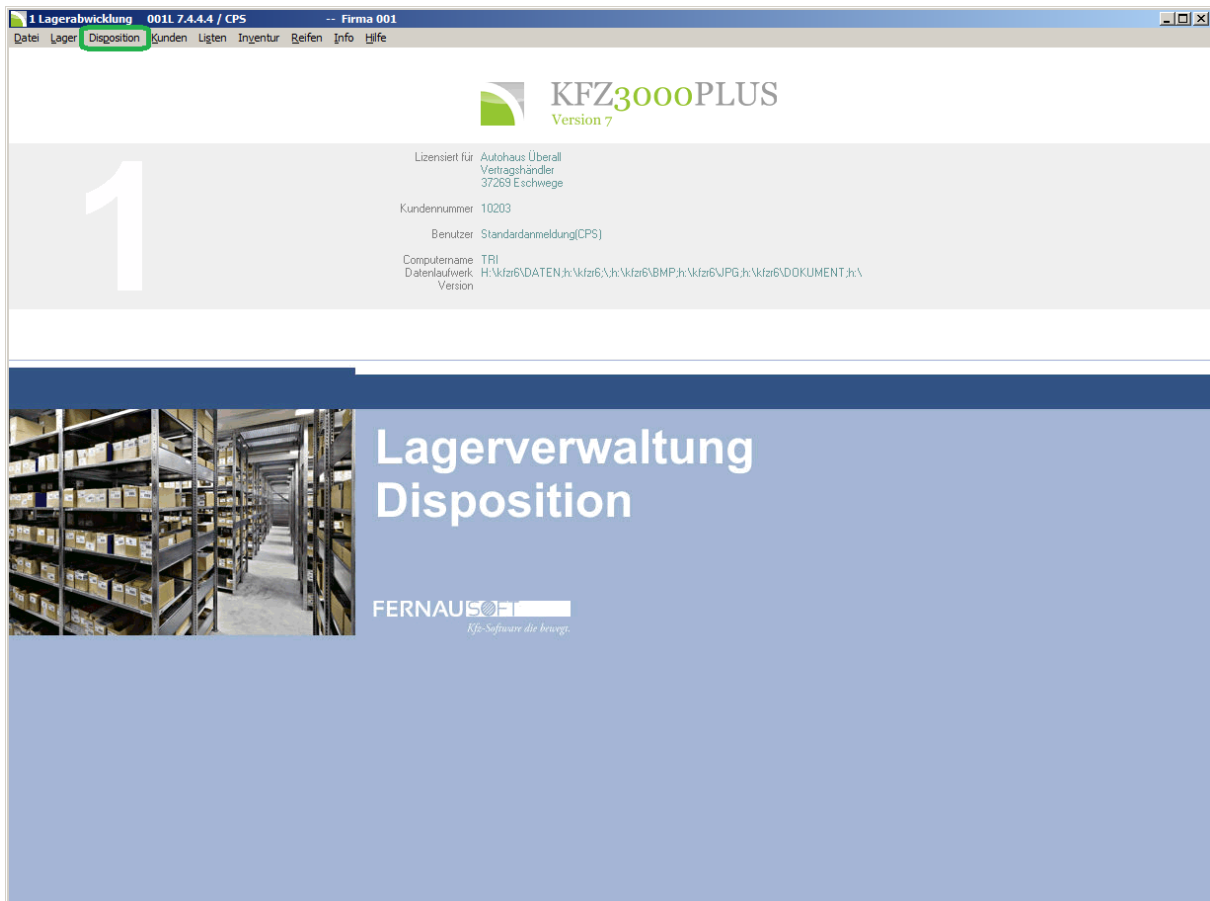 1 Lagerabwicklung 001L 7.4.4.4 / CPS -- Firma 001
Datei Lager Disposition Kunden Listen Inventur Reifen Info Hilfe
KFZ3000PLUS
Version 7
1
Lizensiert für Autohaus Überall
Vertragshändler
37269 Eschwege
Kundennummer 10203
Benutzer Standardanmeldung(CPS)
Computername TRI
Datenlaufwerk H:\kfzr6\DATEN;h:\kfzr6;\;h:\kfzr6\BMP;h:\kfzr6\JPG;h:\kfzr6\DOKUMENT;h:\
Version
Lagerverwaltung
Disposition
FERNAUSOFT
Kfz-Software die bewegt.